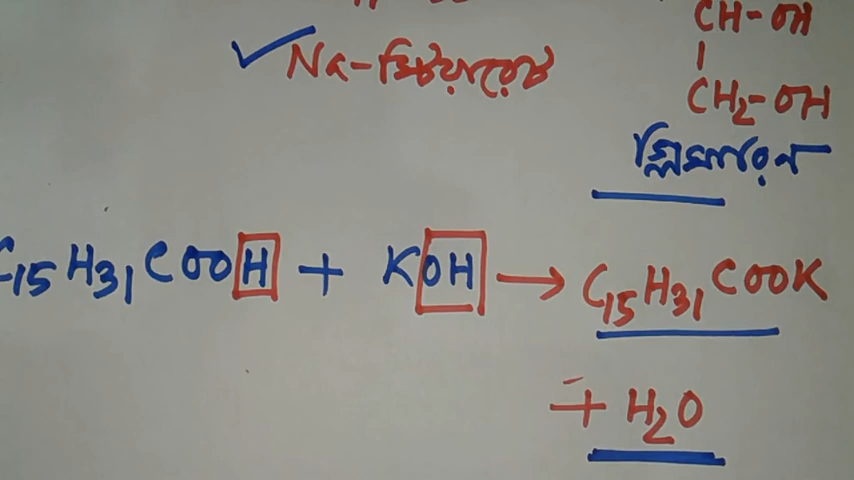 CH-OH
Na-স্টিয়ারেট
CH₂-OH
গ্লিসারোল
C₁₅H₃₁COOH + KOH → C₁₅H₃₁COOK
+ H₂O